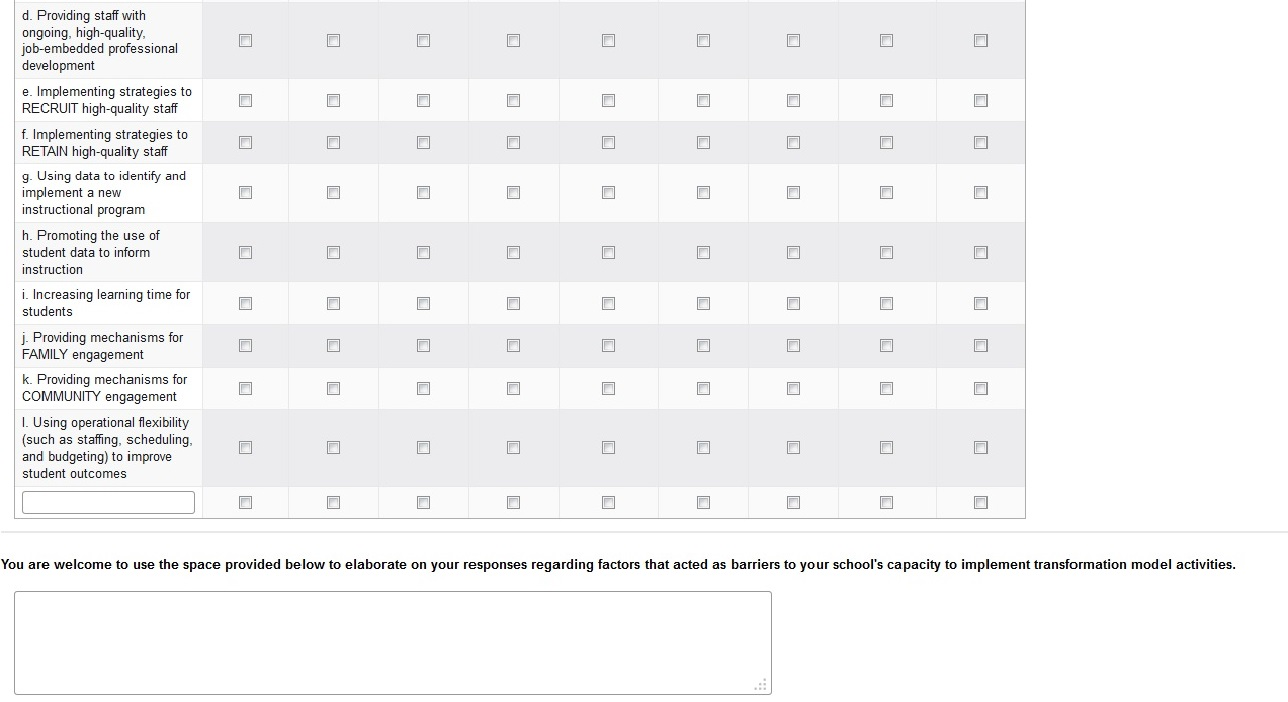 d. Providing staff with
ongoing, high-quality,
job-embedded professional
development
e. Implementing strategies to
RECRUIT high-quality staff
f. Implementing strategies to
RETAIN high-quality staff
g. Using data to identify and
implement a new
instructional program
h. Promoting the use of
student data to inform
instruction
i. Increasing learning time for
students
j. Providing mechanisms for
FAMILY engagement
k. Providing mechanisms for
COMMUNITY engagement
l. Using operational flexibility
(such as staffing, scheduling,
and budgeting) to improve
student outcomes
You are welcome to use the space provided below to elaborate on your responses regarding factors that acted as barriers to your school's capacity to implement transformation model activities.